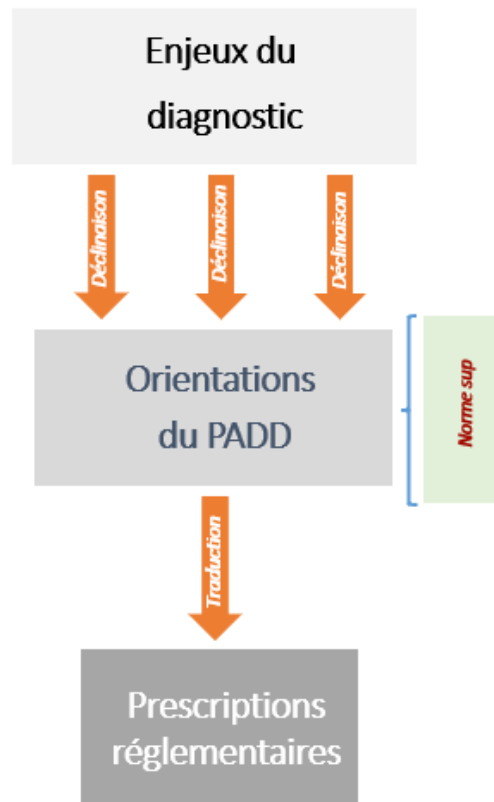 Enjeux du
diagnostic
Déclinaison
Déclinaison
Déclinaison
Orientations
du PADD
Norme sup
Traduction
Prescriptions
réglementaires